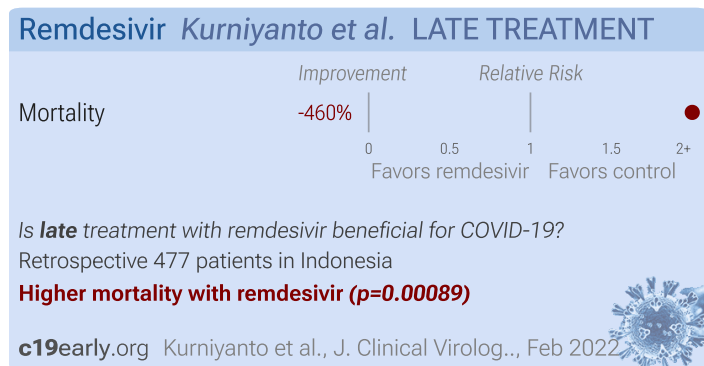 Remdesivir Kurniyanto et al. LATE TREATMENT
Improvement Relative Risk
Mortality -460%
0 0.5 1 1.5 2+
Favors remdesivir Favors control
Is late treatment with remdesivir beneficial for COVID-19?
Retrospective 477 patients in Indonesia
Higher mortality with remdesivir (p=0.00089)
c19early.org Kurniyanto et al., J. Clinical Virolog.., Feb 2022